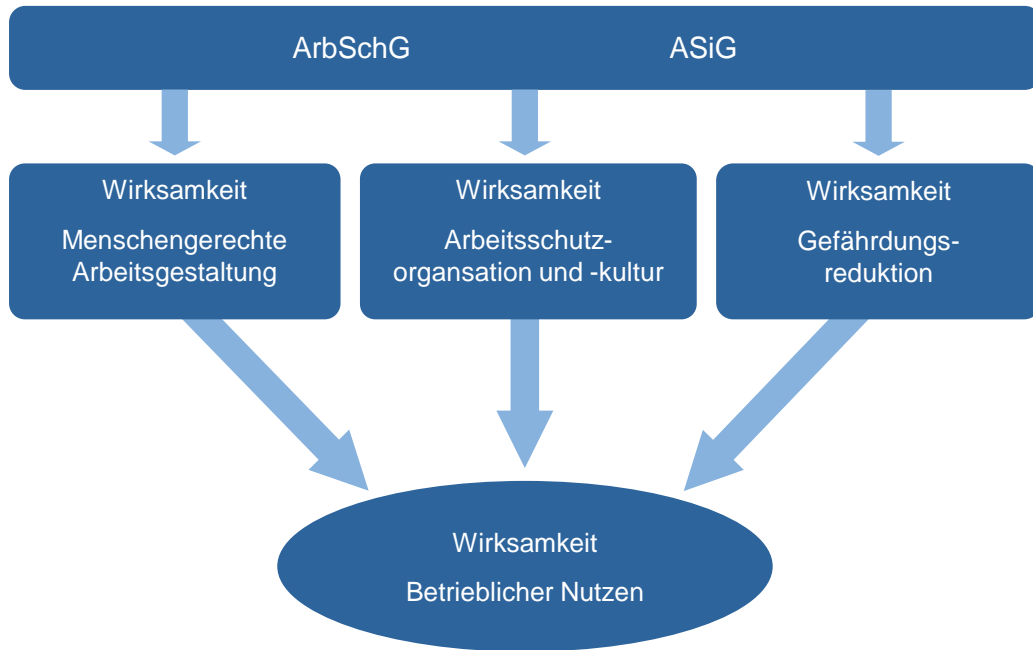 ArbSchG ASiG
Wirksamkeit
Menschengerechte
Arbeitsgestaltung
Wirksamkeit
Arbeitsschutz-
organsation und -kultur
Wirksamkeit
Gefährdungs-
reduktion
Wirksamkeit
Betrieblicher Nutzen